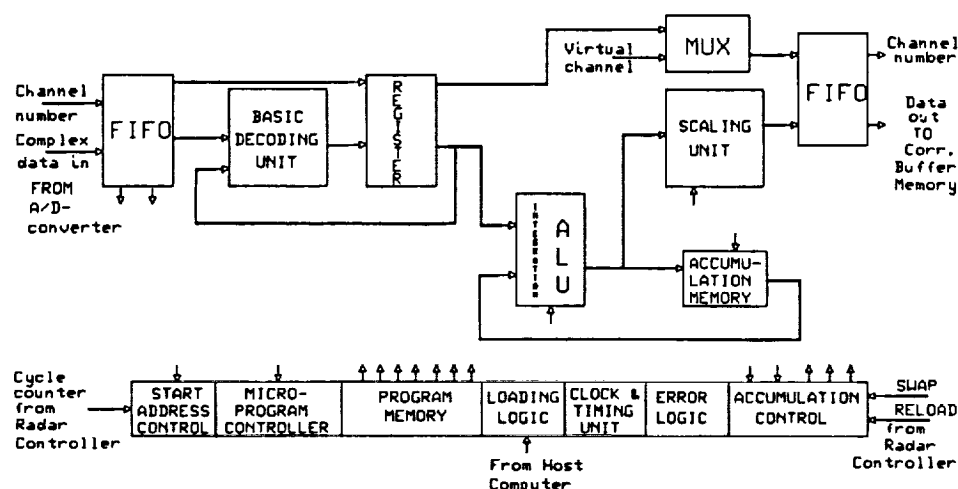 Channel
number
Complex
data in
FROM
A/D-
converter
FIFO
BASIC
DECODING
UNIT
REGISTER
Virtual
channel
MUX
SCALING
UNIT
FIFO
Channel
number
Data
out
TO
Corr.
Buffer
Memory
INTEGRATION
ALU
ACCUMU-
LATION
MEMORY
Cycle
counter
from
Radar
Controller
START
ADDRESS
CONTROL
MICRO-
PROGRAM
CONTROLLER
PROGRAM
MEMORY
LOADING
LOGIC
CLOCK &
TIMING
UNIT
ERROR
LOGIC
ACCUMULATION
CONTROL
SWAP
RELOAD
from
Radar
Controller
From Host
Computer